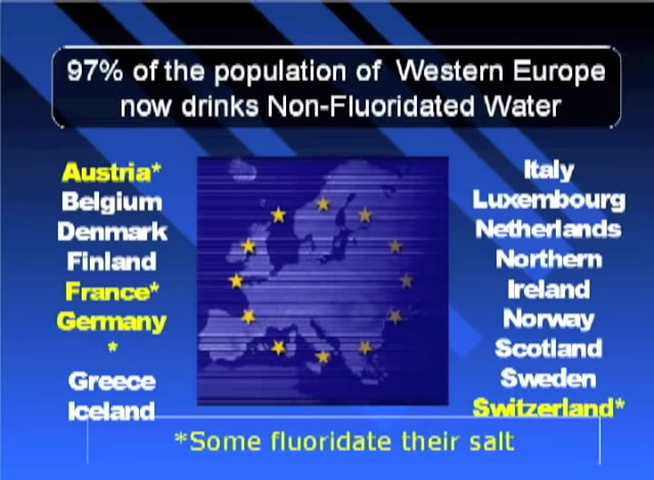 97% of the population of Western Europe
now drinks Non-Fluoridated Water
Austria*
Belgium
Denmark
Finland
France*
Germany
*
Greece
Iceland
Italy
Luxembourg
Netherlands
Northern
Ireland
Norway
Scotland
Sweden
Switzerland*
*Some fluoridate their salt